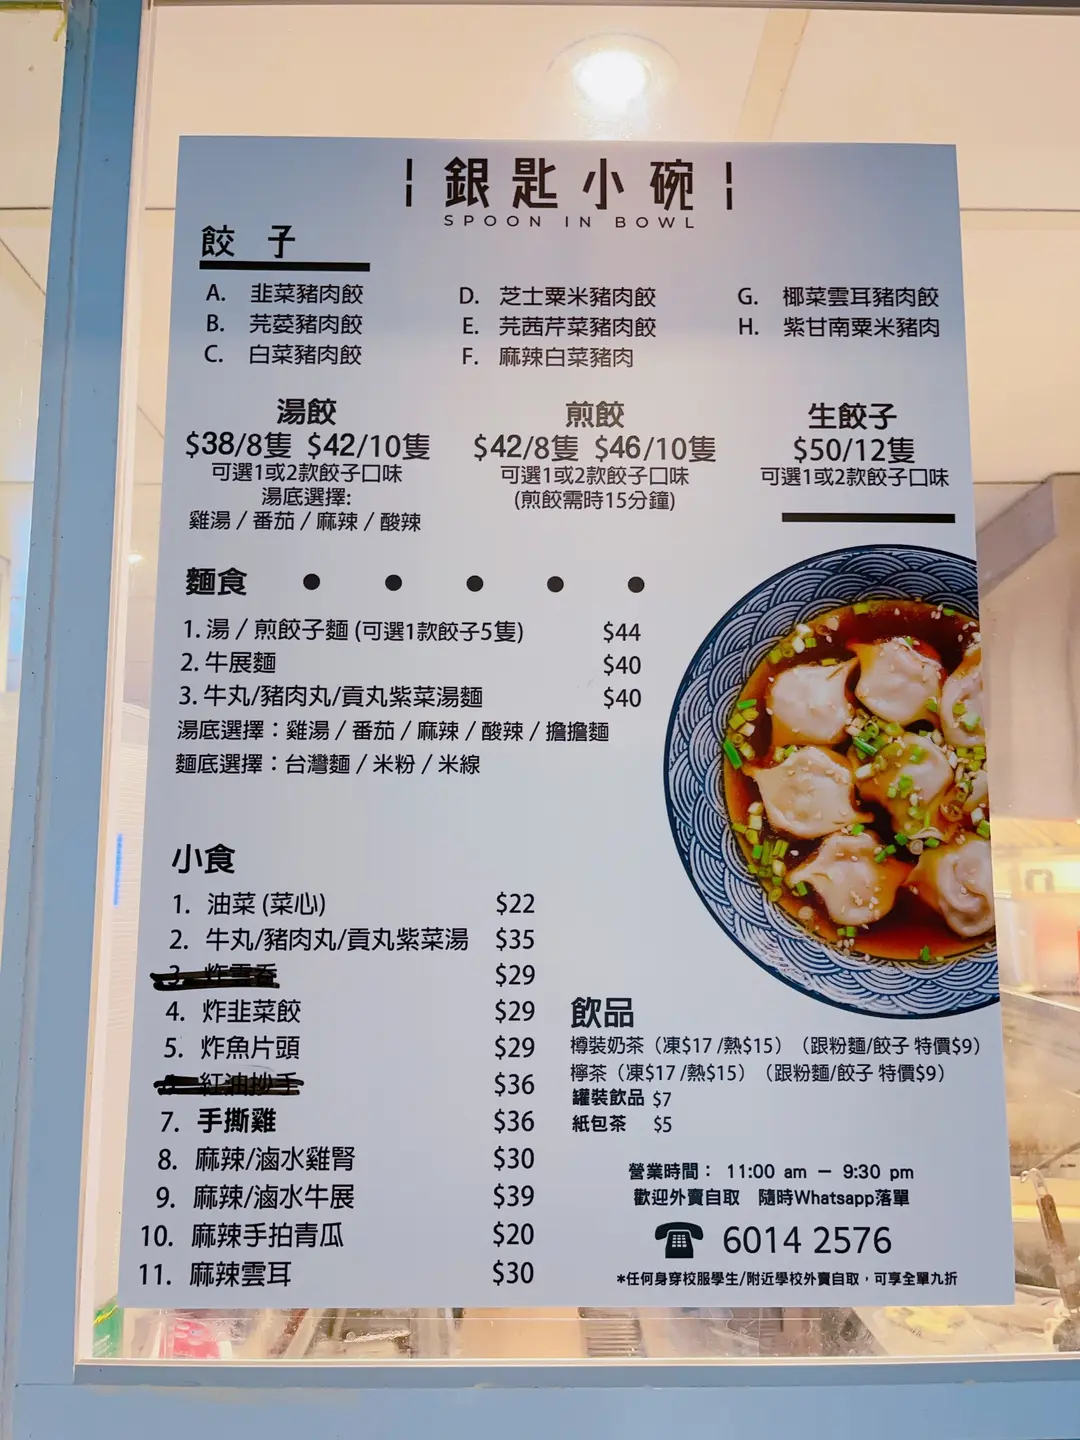 銀匙小碗
SPOON IN BOWL
餃 子
A. 韭菜豬肉餃
B. 芫荽豬肉餃
C. 白菜豬肉餃
D. 芝士粟米豬肉餃
E. 芫茜芹菜豬肉餃
F. 麻辣白菜豬肉
G. 椰菜雲耳豬肉餃
H. 紫甘南粟米豬肉
湯餃
$38/8隻 $42/10隻
可選1或2款餃子口味
湯底選擇:
雞湯 / 番茄 / 麻辣 / 酸辣
煎餃
$42/8隻 $46/10隻
可選1或2款餃子口味
(煎餃需時15分鐘)
生餃子
$50/12隻
可選1或2款餃子口味
麵食 ● ● ● ● ●
1. 湯 / 煎餃子麵 (可選1款餃子5隻) $44
2. 牛展麵 $40
3. 牛丸/豬肉丸/貢丸紫菜湯麵 $40
湯底選擇：雞湯 / 番茄 / 麻辣 / 酸辣 / 擔擔麵
麵底選擇：台灣麵 / 米粉 / 米線
小食
1. 油菜 (菜心) $22
2. 牛丸/豬肉丸/貢丸紫菜湯 $35
3. 炸雲吞 $29
4. 炸韭菜餃 $29
5. 炸魚片頭 $29
6. 紅油抄手 $36
7. 手撕雞 $36
8. 麻辣/滷水雞腎 $30
9. 麻辣/滷水牛展 $39
10. 麻辣手拍青瓜 $20
11. 麻辣雲耳 $30
飲品
樽裝奶茶（凍$17 /熱$15）（跟粉麵/餃子 特價$9）
檸茶（凍$17 /熱$15）（跟粉麵/餃子 特價$9）
罐裝飲品 $7
紙包茶 $5
營業時間： 11:00 am – 9:30 pm
歡迎外賣自取 隨時Whatsapp落單
6014 2576
*任何身穿校服學生/附近學校外賣自取，可享全單九折